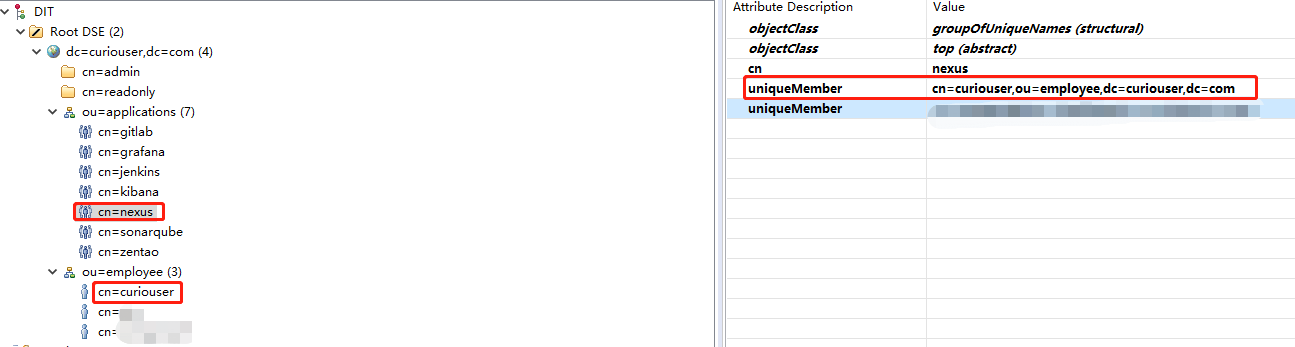 DIT
Root DSE (2)
dc=curiouser,dc=com (4)
cn=admin
cn=readonly
ou=applications (7)
cn=gitlab
cn=grafana
cn=jenkins
cn=kibana
cn=nexus
cn=sonarqube
cn=zentao
ou=employee (3)
cn=curiouser
cn=
cn=
Attribute Description Value
objectClass groupOfUniqueNames (structural)
objectClass top (abstract)
cn nexus
uniqueMember cn=curiouser,ou=employee,dc=curiouser,dc=com
uniqueMember